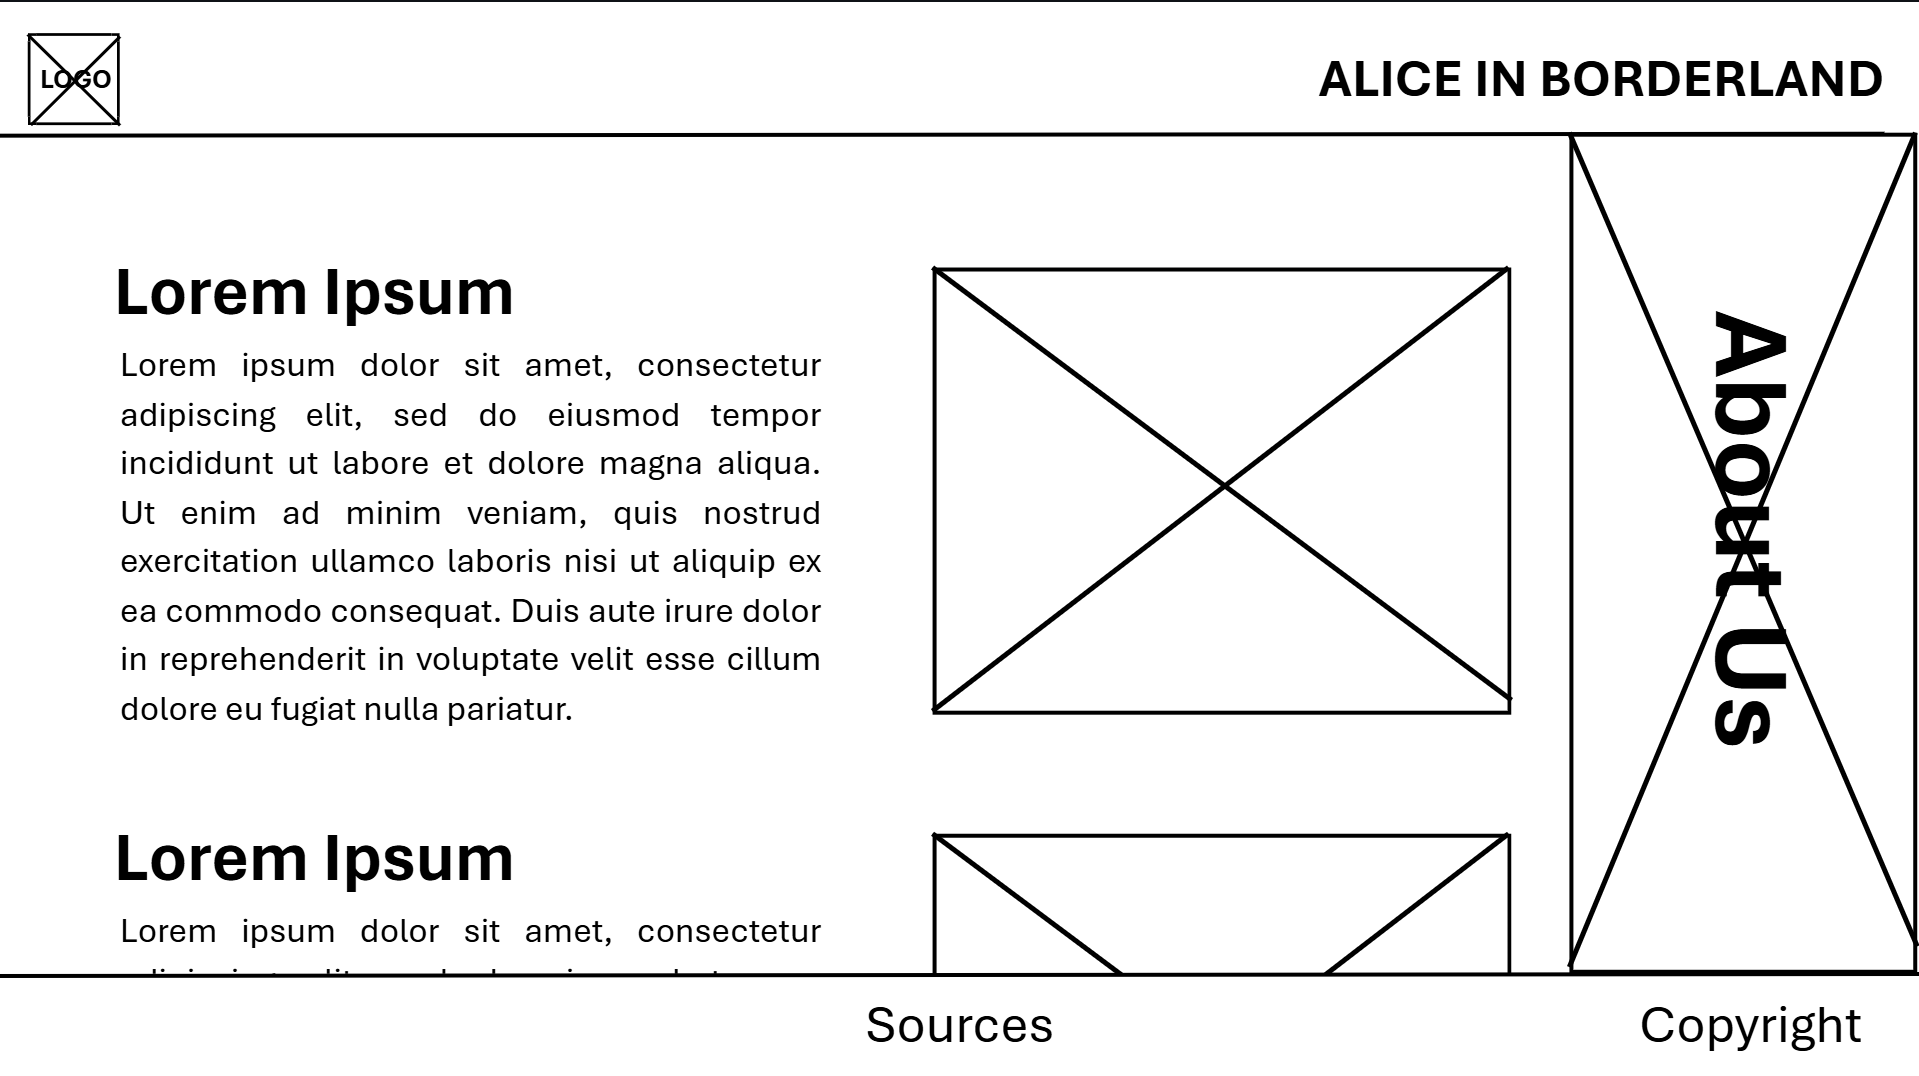 LOGO
ALICE IN BORDERLAND
Lorem Ipsum
Lorem ipsum dolor sit amet, consectetur
adipiscing elit, sed do eiusmod tempor
incididunt ut labore et dolore magna aliqua.
Ut enim ad minim veniam, quis nostrud
exercitation ullamco laboris nisi ut aliquip ex
ea commodo consequat. Duis aute irure dolor
in reprehenderit in voluptate velit esse cillum
dolore eu fugiat nulla pariatur.
Lorem Ipsum
Lorem ipsum dolor sit amet, consectetur
About Us
Sources
Copyright